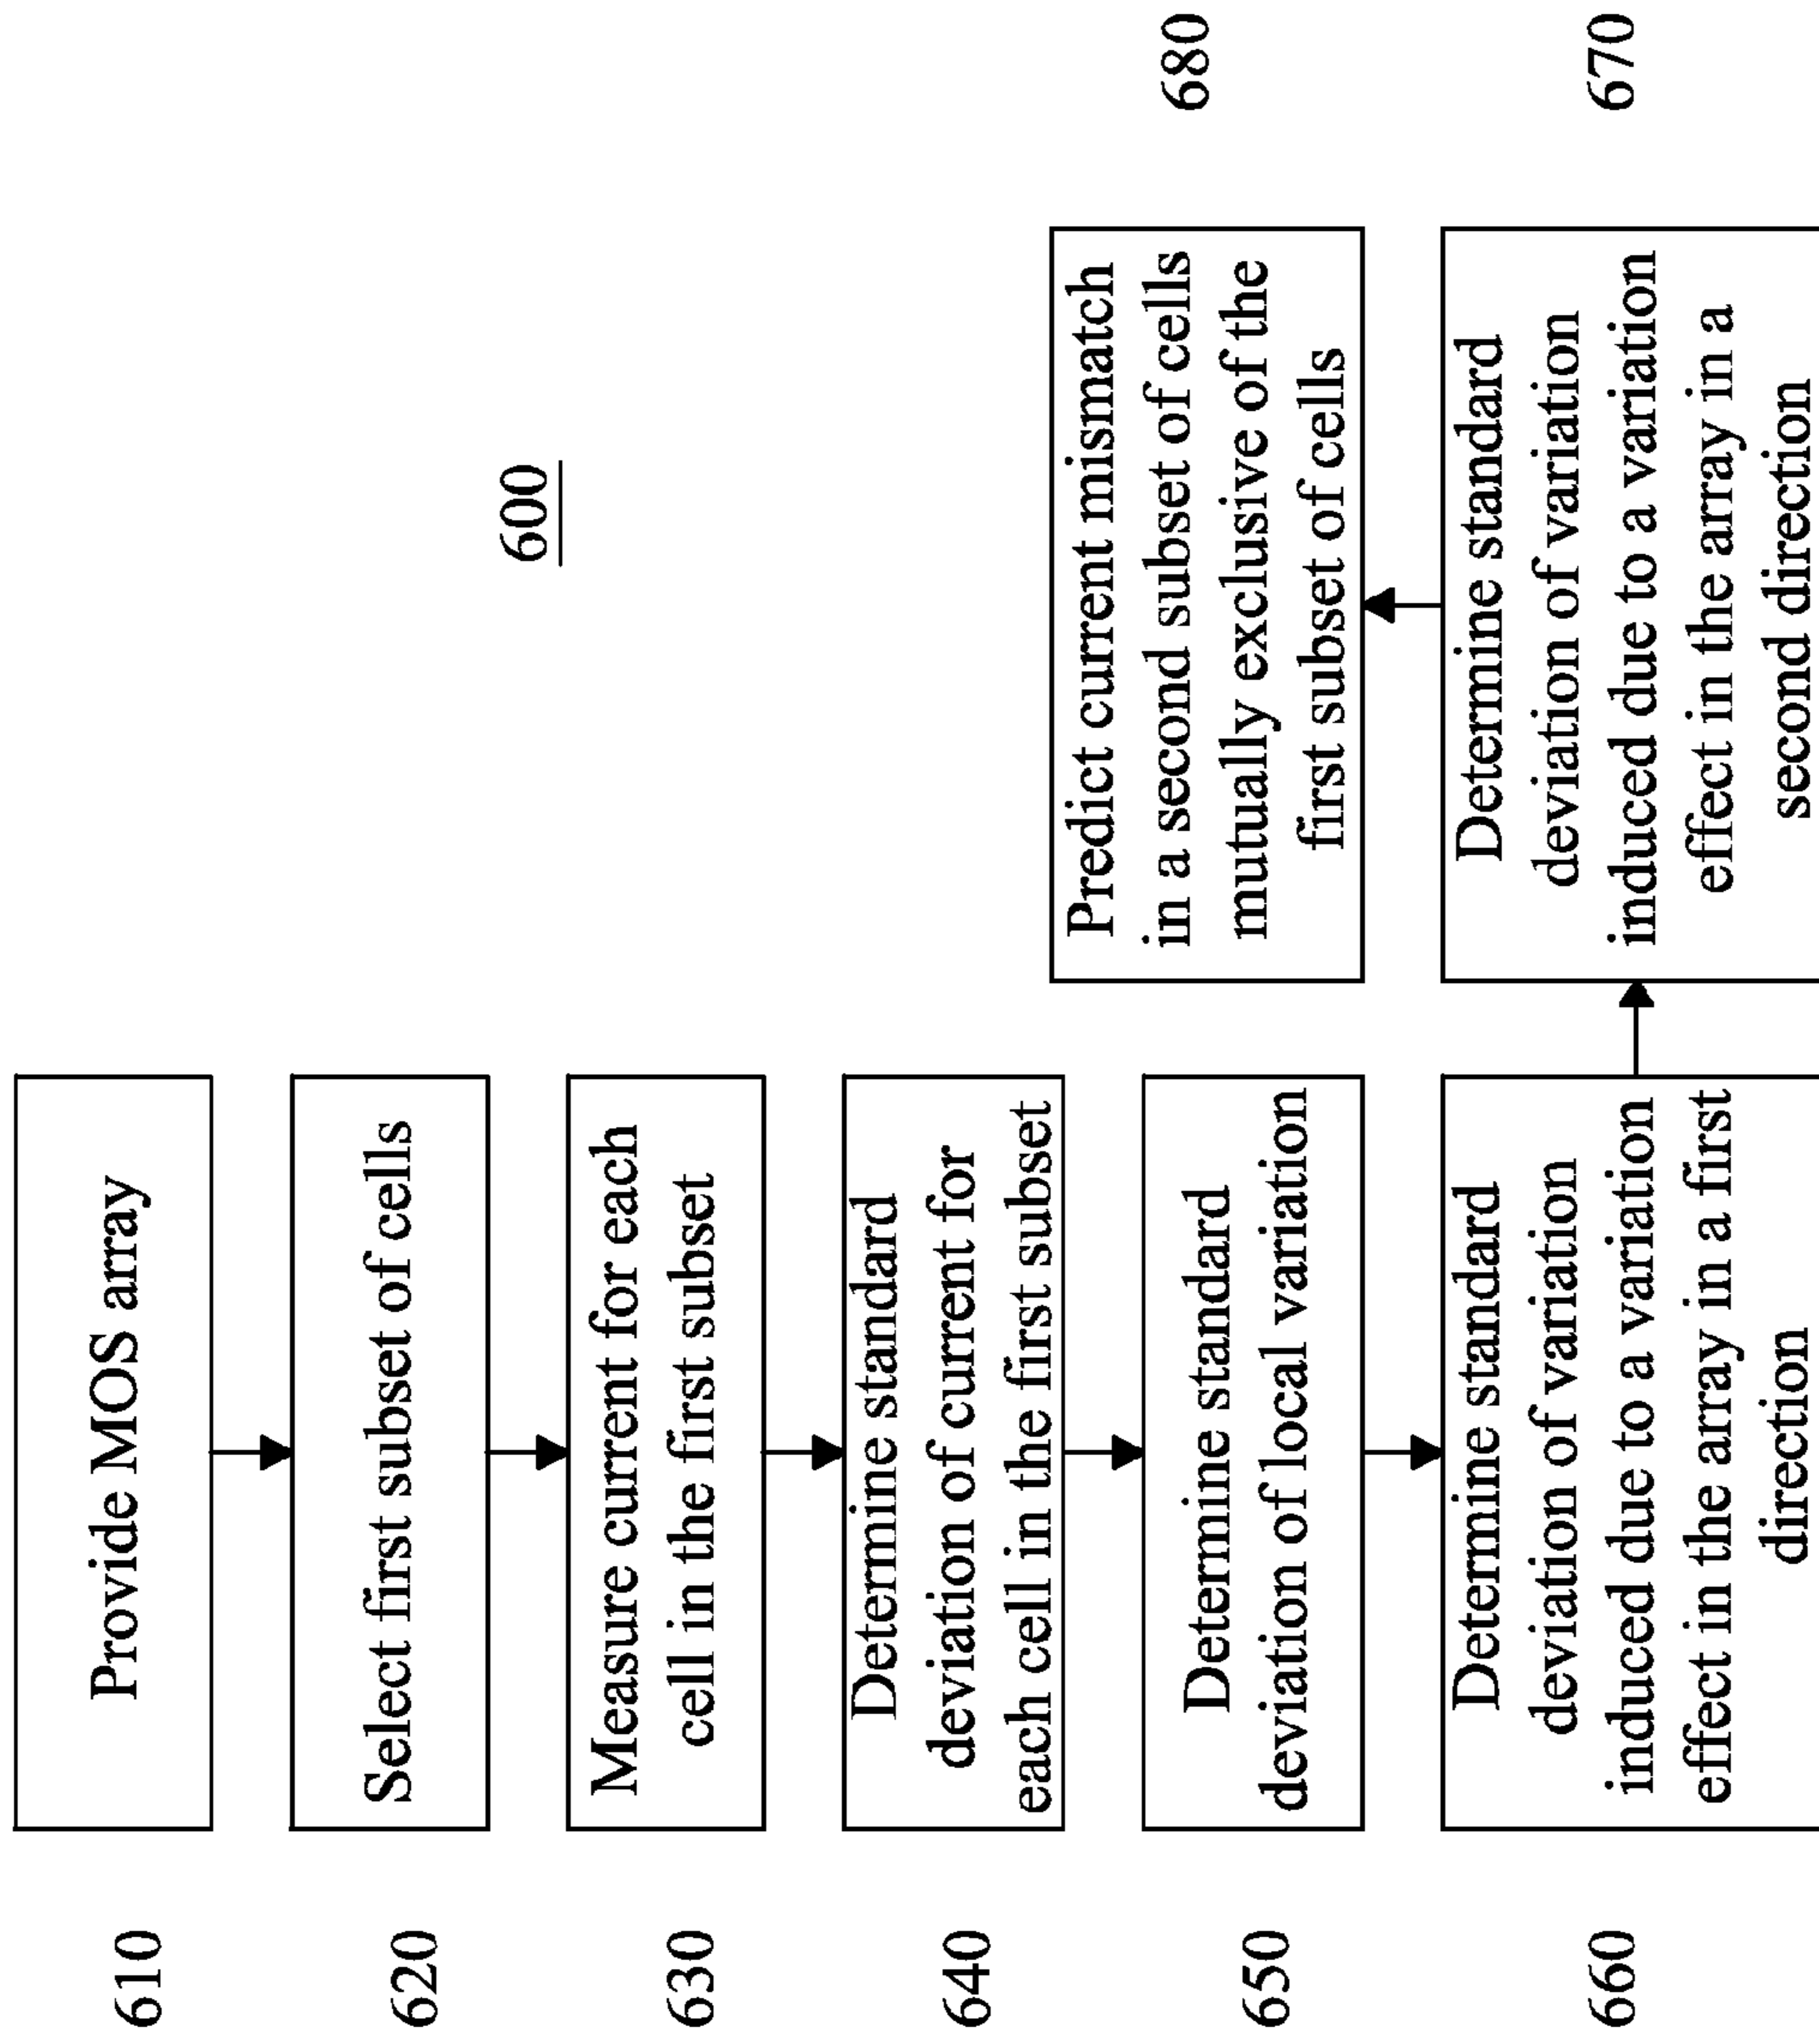 600
610
Provide MOS array
620
Select first subset of cells
630
Measure current for each
cell in the first subset
640
Determine standard
deviation of current for
each cell in the first subset
650
Determine standard
deviation of local variation
660
Determine standard
deviation of variation
induced due to a variation
effect in the array in a first
direction
670
Determine standard
deviation of variation
induced due to a variation
effect in the array in a
second direction
680
Predict current mismatch
in a second subset of cells
mutually exclusive of the
first subset of cells